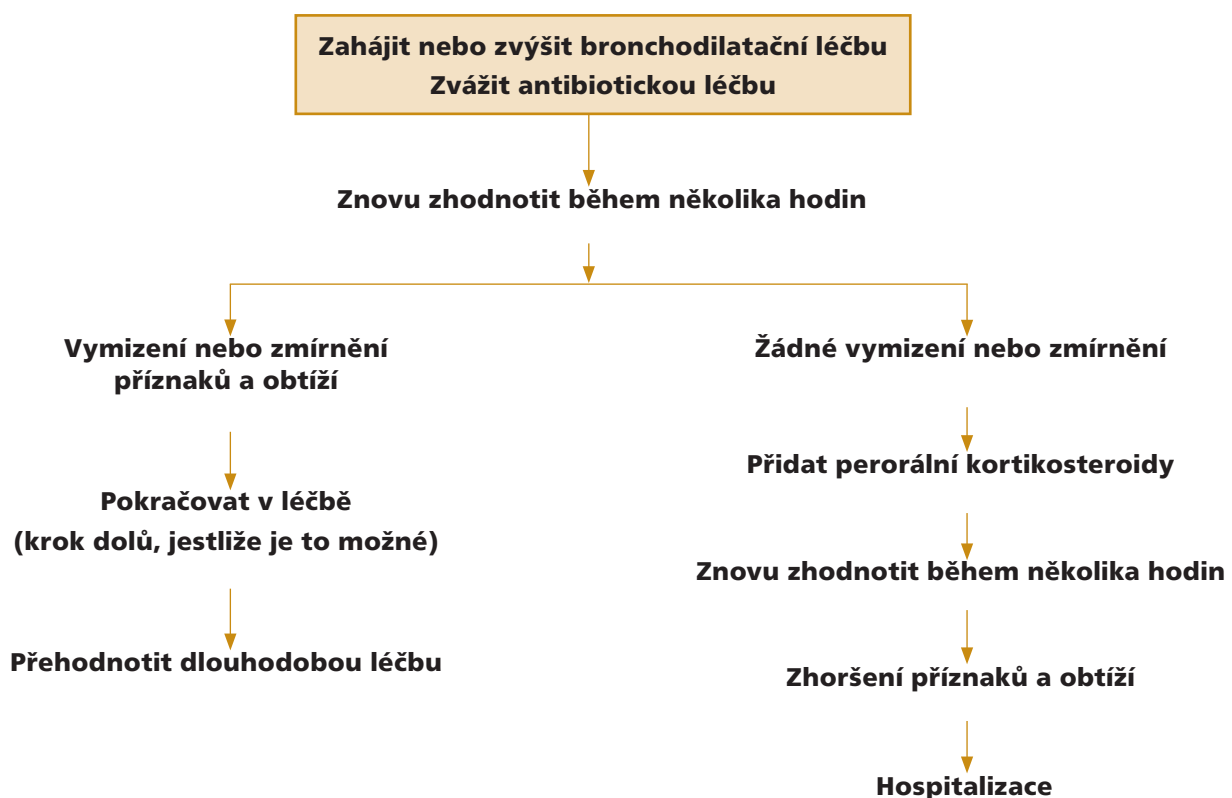 Zahájit nebo zvýšit bronchodilatační léčbu
Zvážit antibiotickou léčbu
Znovu zhodnotit během několika hodin
Vymizení nebo zmírnění
příznaků a obtíží
Pokračovat v léčbě
(krok dolů, jestliže je to možné)
Přehodnotit dlouhodobou léčbu
Žádné vymizení nebo zmírnění
Přidat perorální kortikosteroidy
Znovu zhodnotit během několika hodin
Zhoršení příznaků a obtíží
Hospitalizace